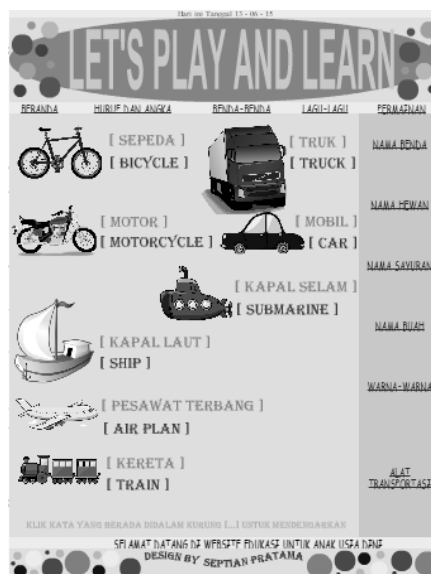 Hari ini Tanggal 13 - 06 - 15
LET'S PLAY AND LEARN
BERANDA HURUF DAN ANGKA BENDA-BENDA LAGU-LAGU PERMAINAN
[ SEPEDA ]
[ BICYCLE ]
[ TRUK ]
[ TRUCK ]
NAMA BENDA
NAMA HEWAN
[ MOTOR ]
[ MOTORCYCLE ]
[ MOBIL ]
[ CAR ]
NAMA SAYURAN
[ KAPAL SELAM ]
[ SUBMARINE ]
NAMA BUAH
[ KAPAL LAUT ]
[ SHIP ]
WARNA-WARNA
[ PESAWAT TERBANG ]
[ AIR PLAN ]
[ KERETA ]
[ TRAIN ]
ALAT
TRANSPORTASI
KLIK KATA YANG BERADA DIDALAM KURUNG [...] UNTUK MENDENGARKAN
SELAMAT DATANG DI WEBSITE EDUKASI UNTUK ANAK USIA DINI
DESIGN BY SEPTIAN PRATAMA